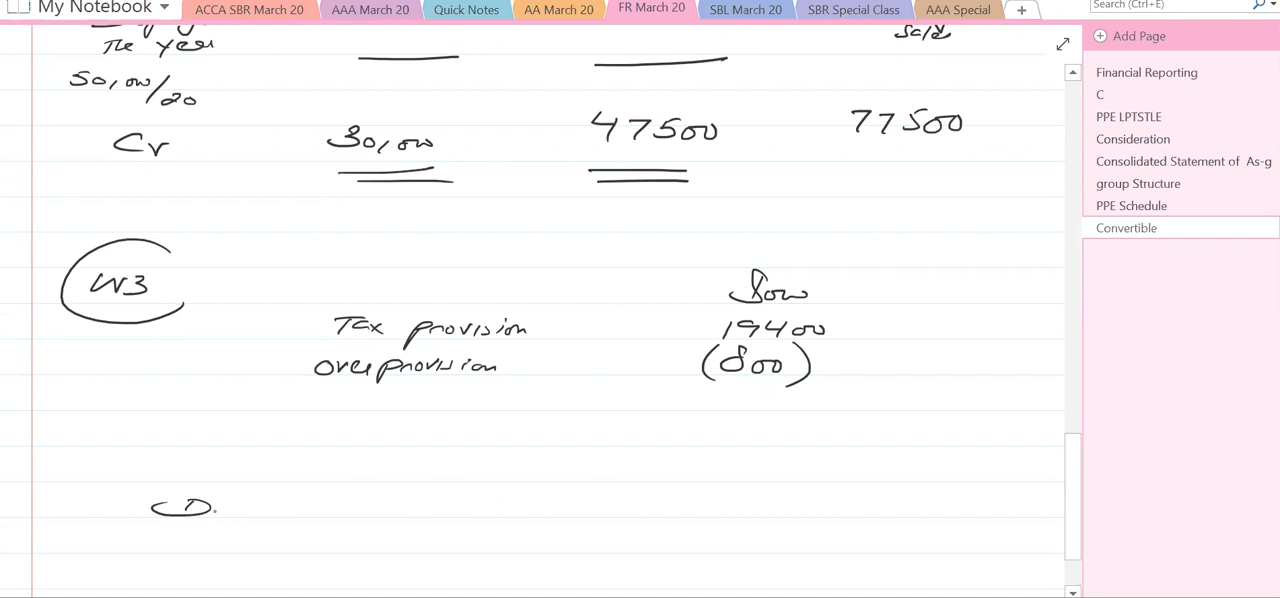 My Notebook
ACCA SBR March 20
AAA March 20
Quick Notes
AA March 20
FR March 20
SBL March 20
SBR Special Class
AAA Special
Search (Ctrl+E)
Add Page
Financial Reporting
C
PPE LPTSTLE
Consideration
Consolidated Statement of As-g
group Structure
PPE Schedule
Convertible
The year
50,000/20
Cv 30,000 47500 77500
W3
$000
Tax provision 19400
overprovision (800)